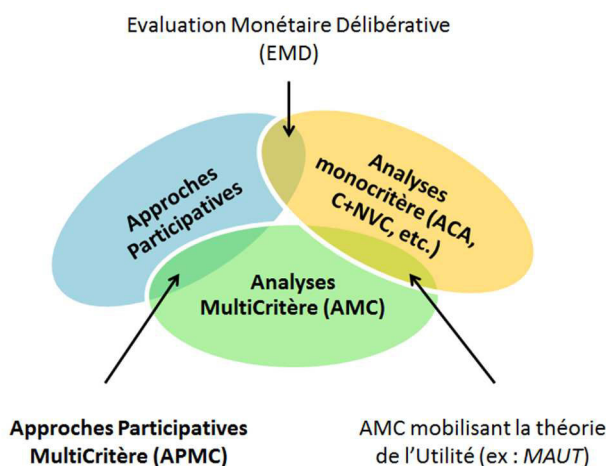 Evaluation Monétaire Délibérative
(EMD)
Approches
Participatives
Analyses
monocritère (ACA,
C+NVC, etc.)
Analyses
MultiCritère (AMC)
Approches Participatives
MultiCritère (APMC)
AMC mobilisant la théorie
de l'Utilité (ex : MAUT)